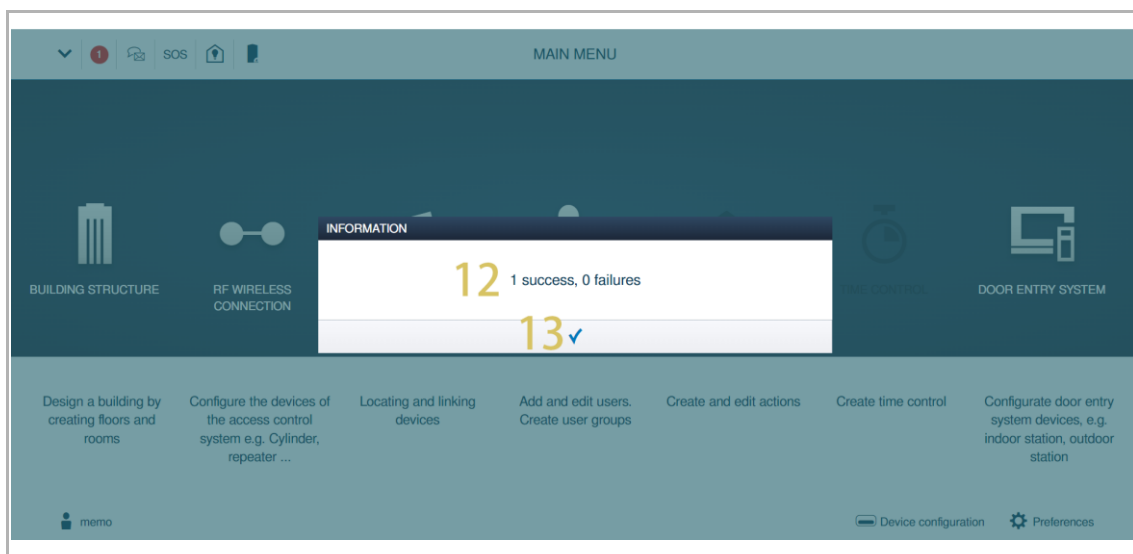 1
SOS
MAIN MENU
INFORMATION
12 1 success, 0 failures
13
BUILDING STRUCTURE
RF WIRELESS
CONNECTION
TIME CONTROL
DOOR ENTRY SYSTEM
Design a building by
creating floors and
rooms
Configure the devices of
the access control
system e.g. Cylinder,
repeater ...
Locating and linking
devices
Add and edit users.
Create user groups
Create and edit actions
Create time control
Configurate door entry
system devices, e.g.
indoor station, outdoor
station
memo
Device configuration
Preferences